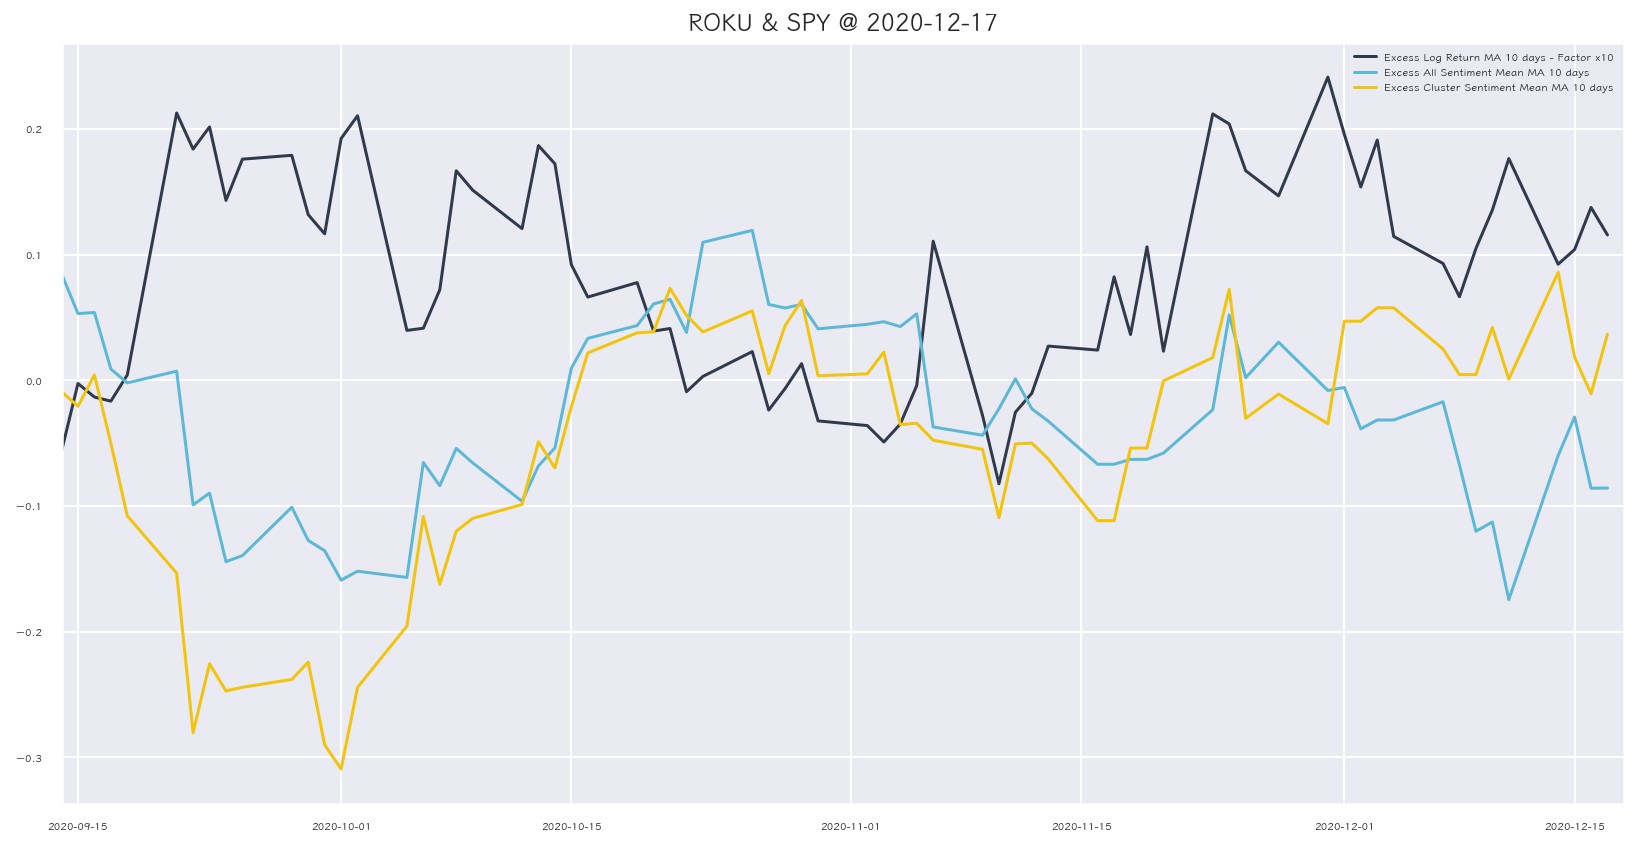 ROKU & SPY @ 2020-12-17
Excess Log Return MA 10 days - Factor x10
Excess All Sentiment Mean MA 10 days
Excess Cluster Sentiment Mean MA 10 days
0.2
0.1
0.0
−0.1
−0.2
−0.3
2020-09-15 2020-10-01 2020-10-15 2020-11-01 2020-11-15 2020-12-01 2020-12-15